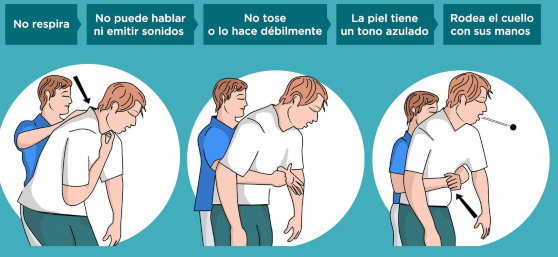 No respira
No puede hablar
ni emitir sonidos
No tose
o lo hace débilmente
La piel tiene
un tono azulado
Rodea el cuello
con sus manos